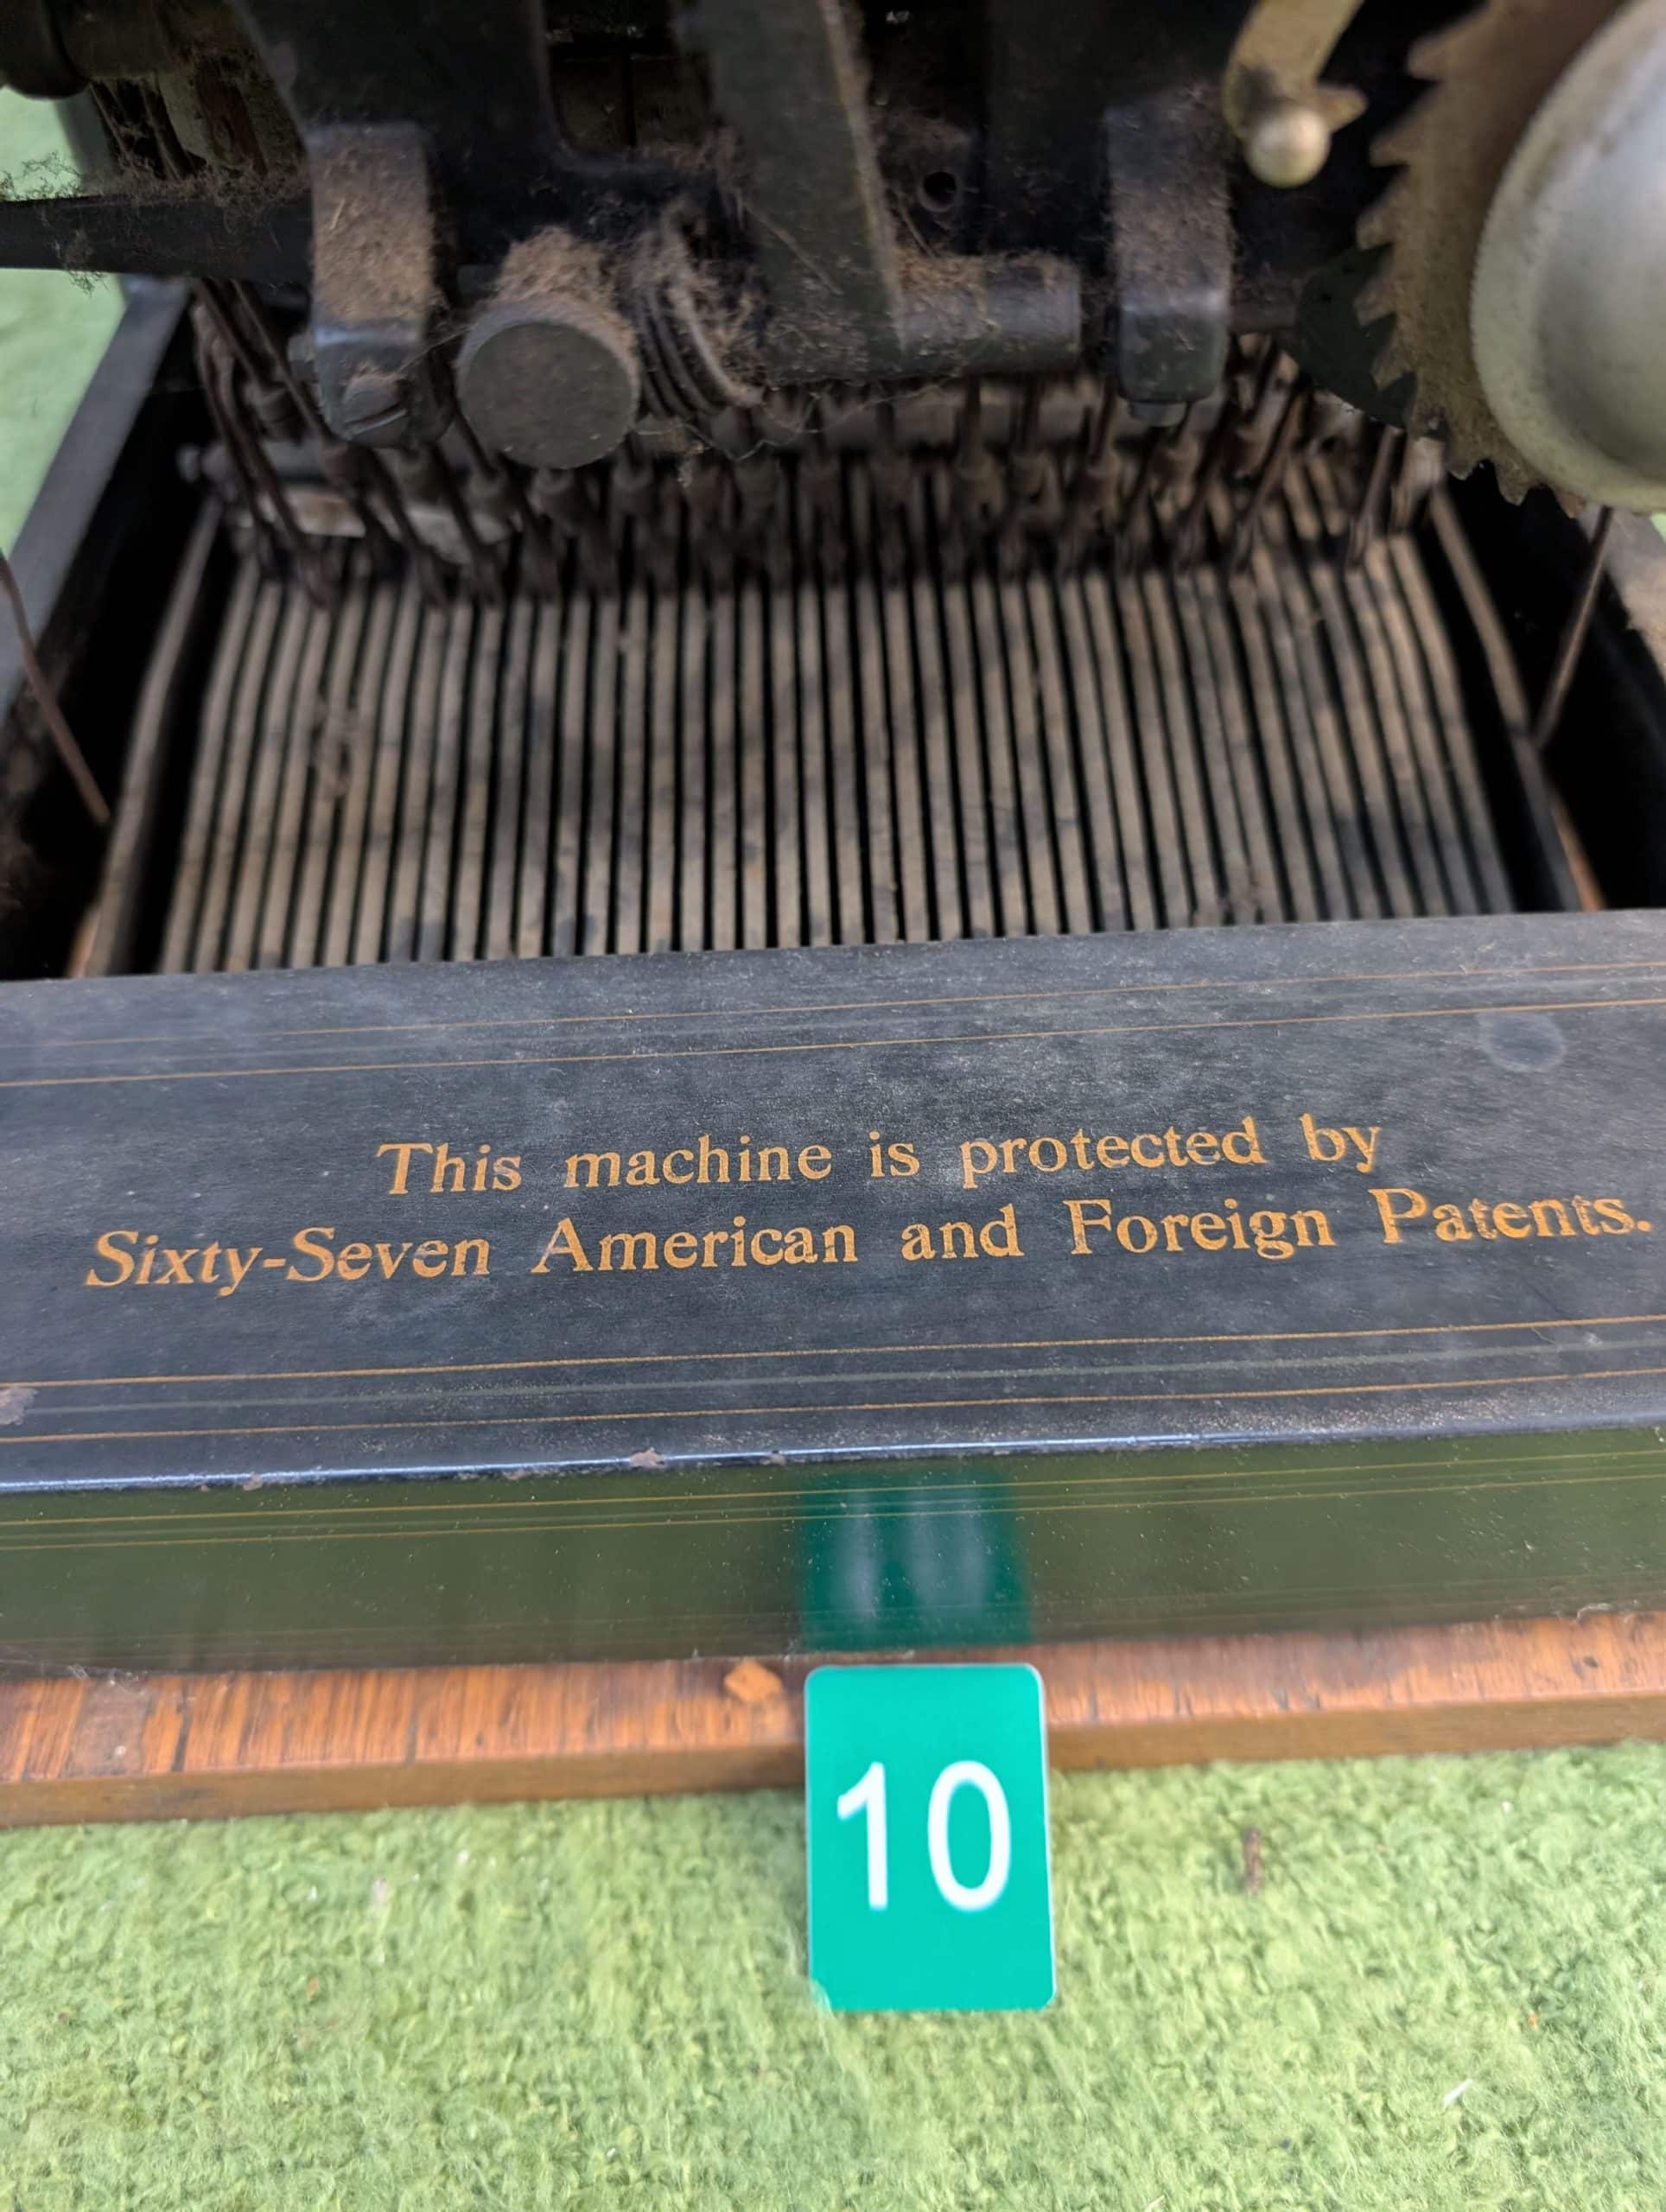 This machine is protected by
Sixty-Seven American and Foreign Patents.
10